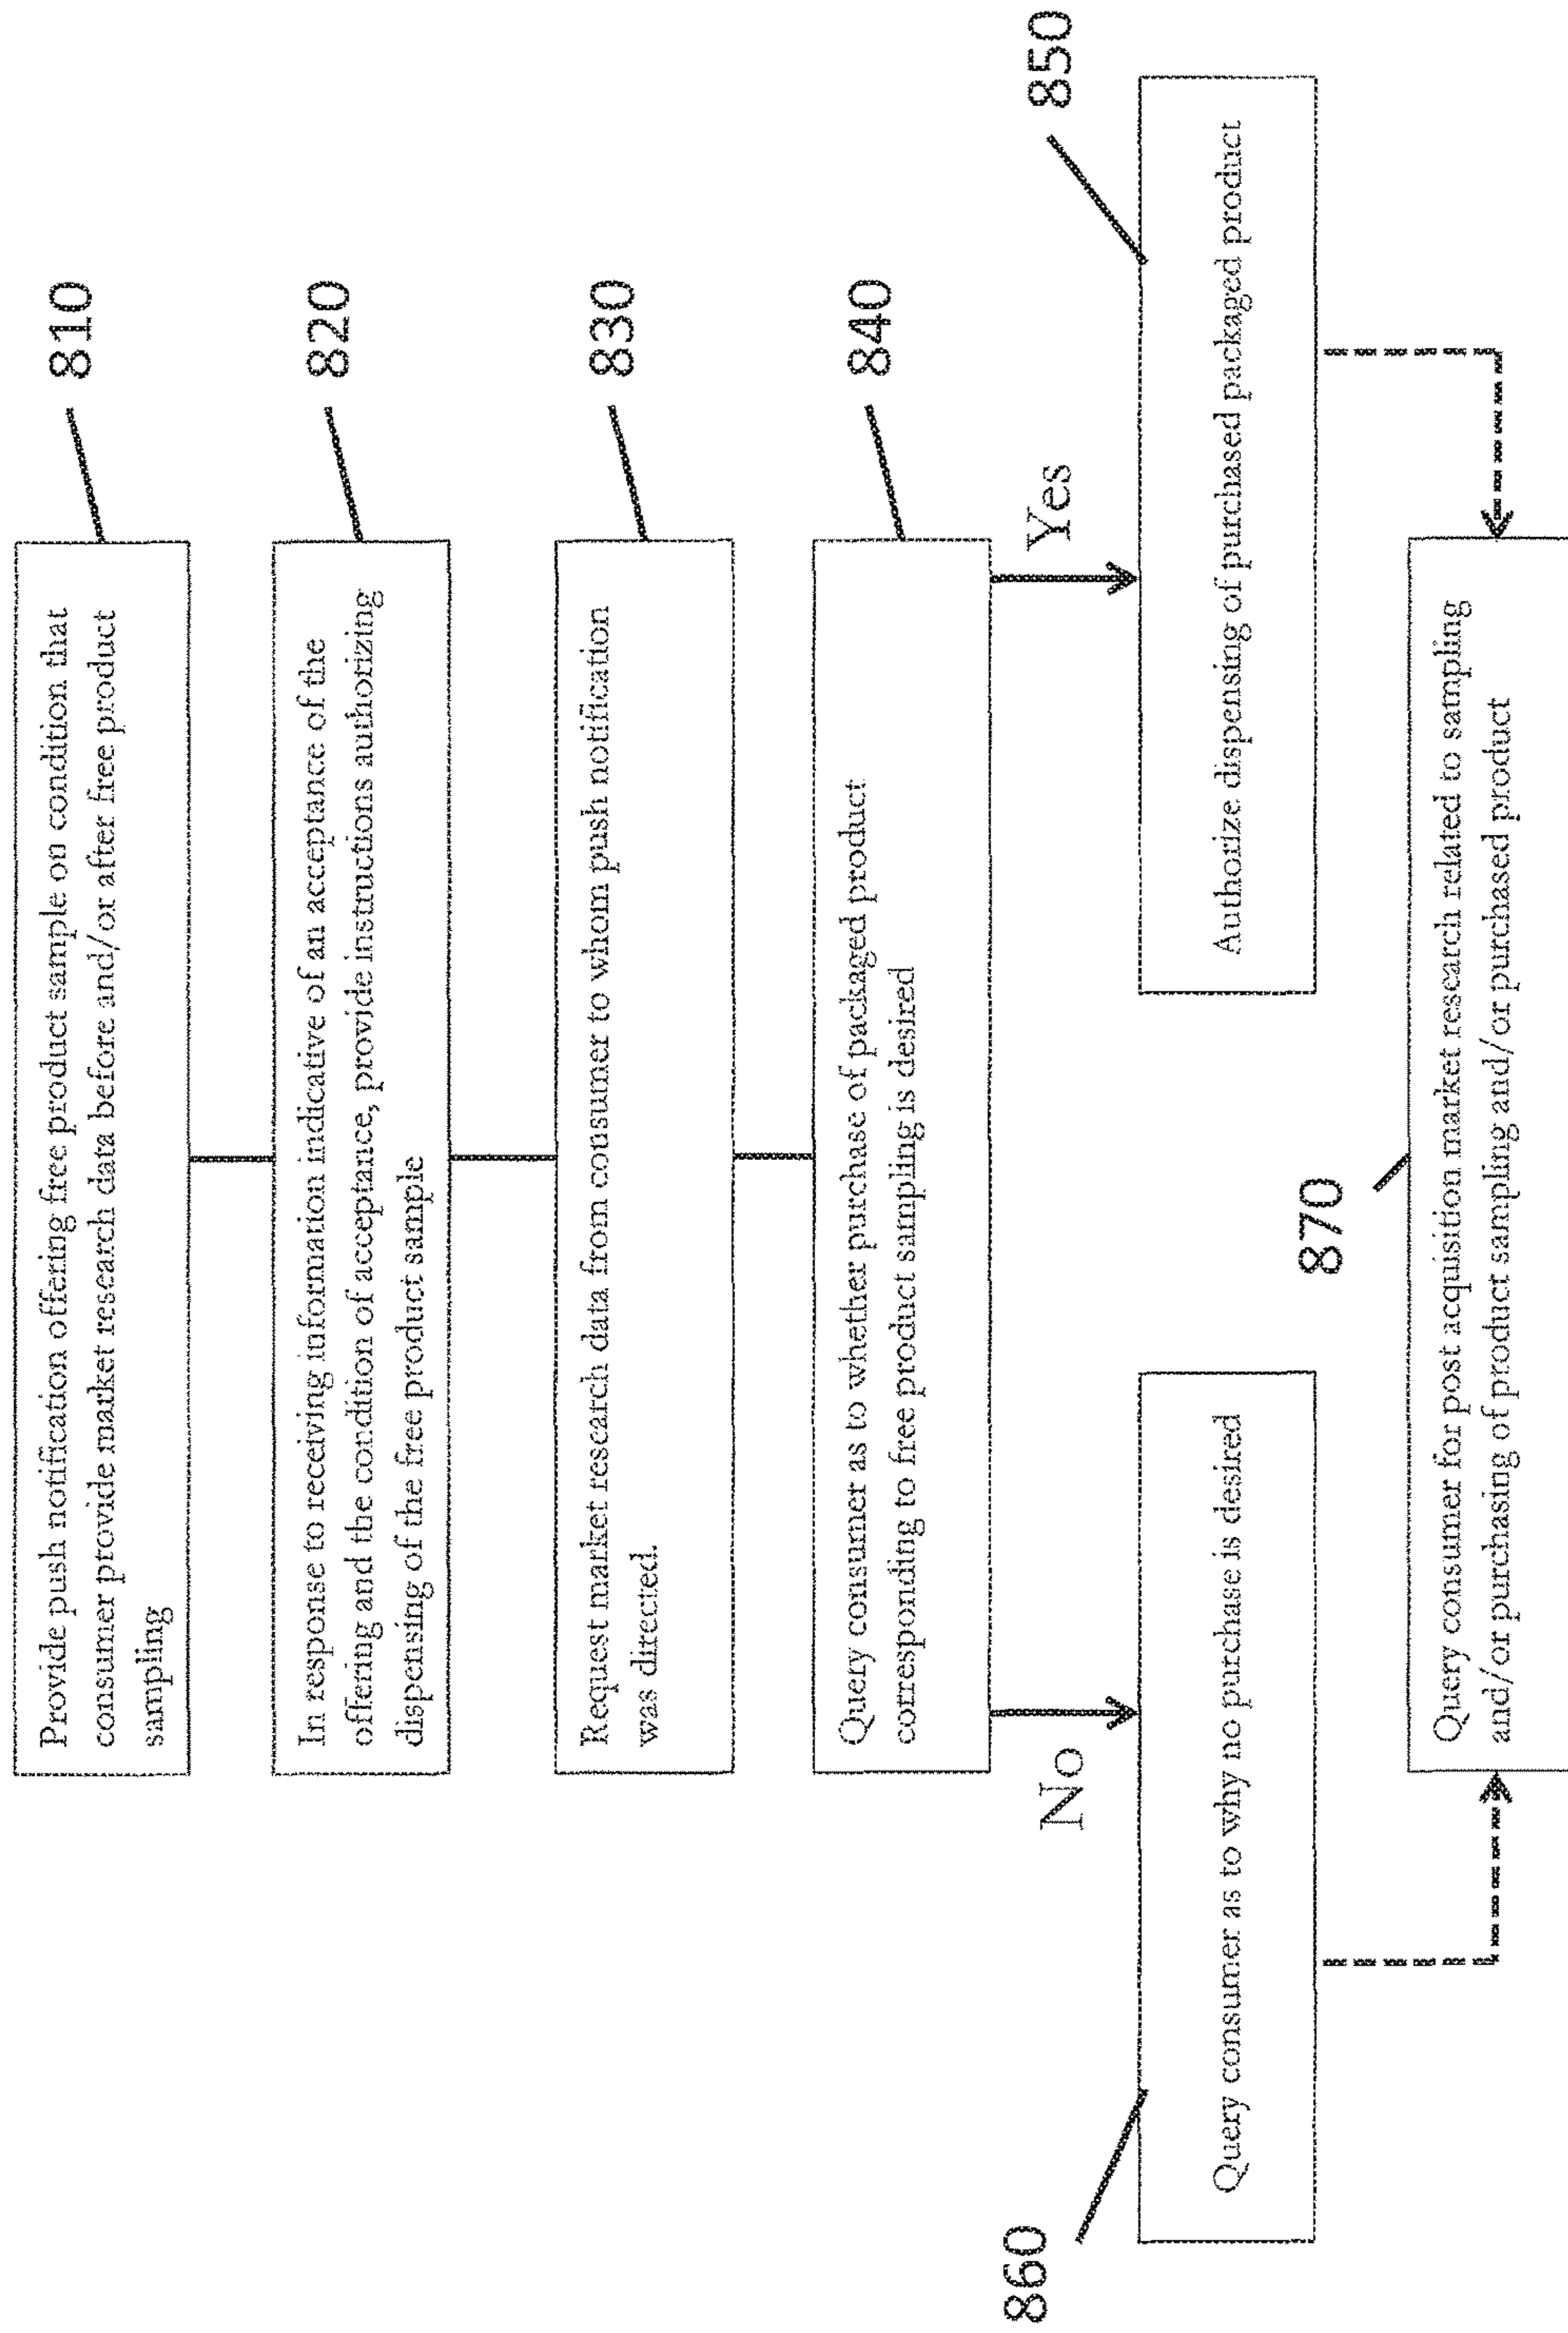 Provide push notification offering free product sample on condition that
consumer provide market research data before and/or after free product
sampling
810
In response to receiving information indicative of an acceptance of the
offering and the condition of acceptance, provide instructions authorizing
dispensing of the free product sample
820
Request market research data from consumer to whom push notification
was directed.
830
Query consumer as to whether purchase of packaged product
corresponding to free product sampling is desired
840
No
Yes
860
Query consumer as to why no purchase is desired
Authorize dispensing of purchased packaged product
850
870
Query consumer for post acquisition market research related to sampling
and/or purchasing of product sampling and/or purchased product